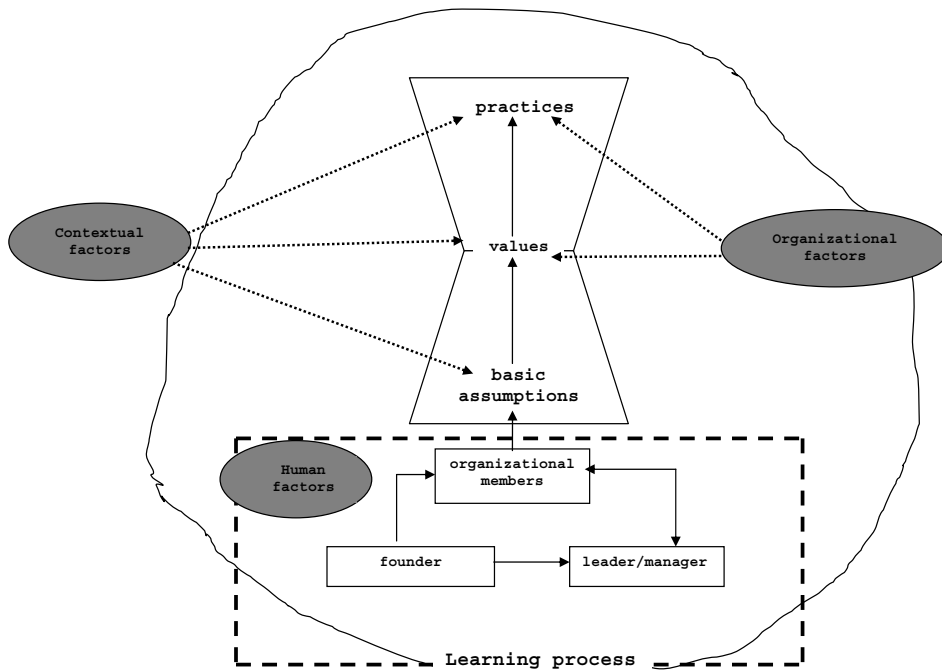 practices
Contextual
factors
values
Organizational
factors
basic
assumptions
Human
factors
organizational
members
founder
leader/manager
Learning process